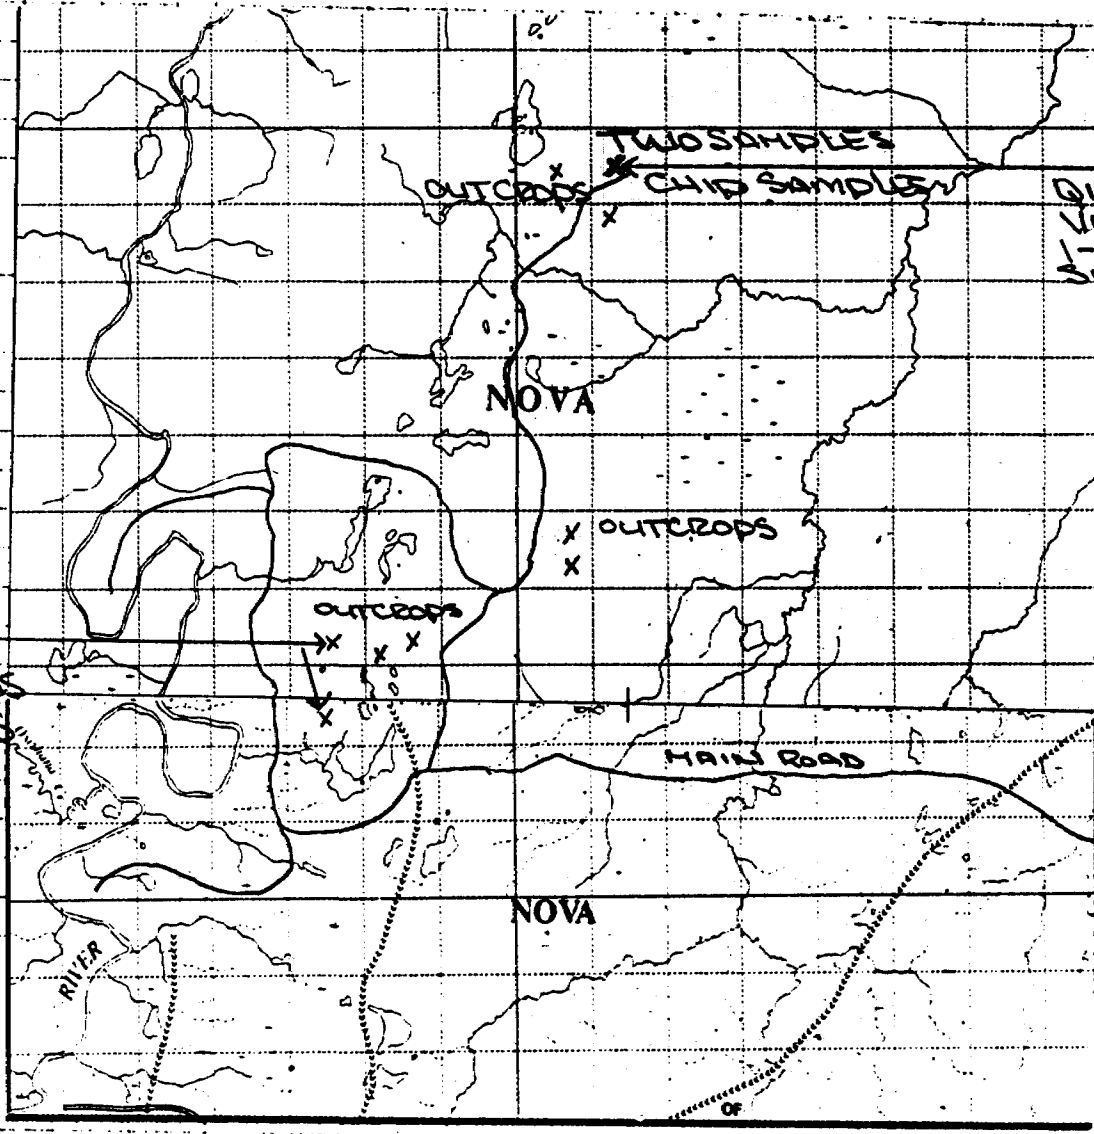 TWO SAMPLES
OUTCROPS
CHIP SAMPLES
NOVA
OUTCROPS
OUTCROPS
MAIN ROAD
NOVA
RIVER
OF